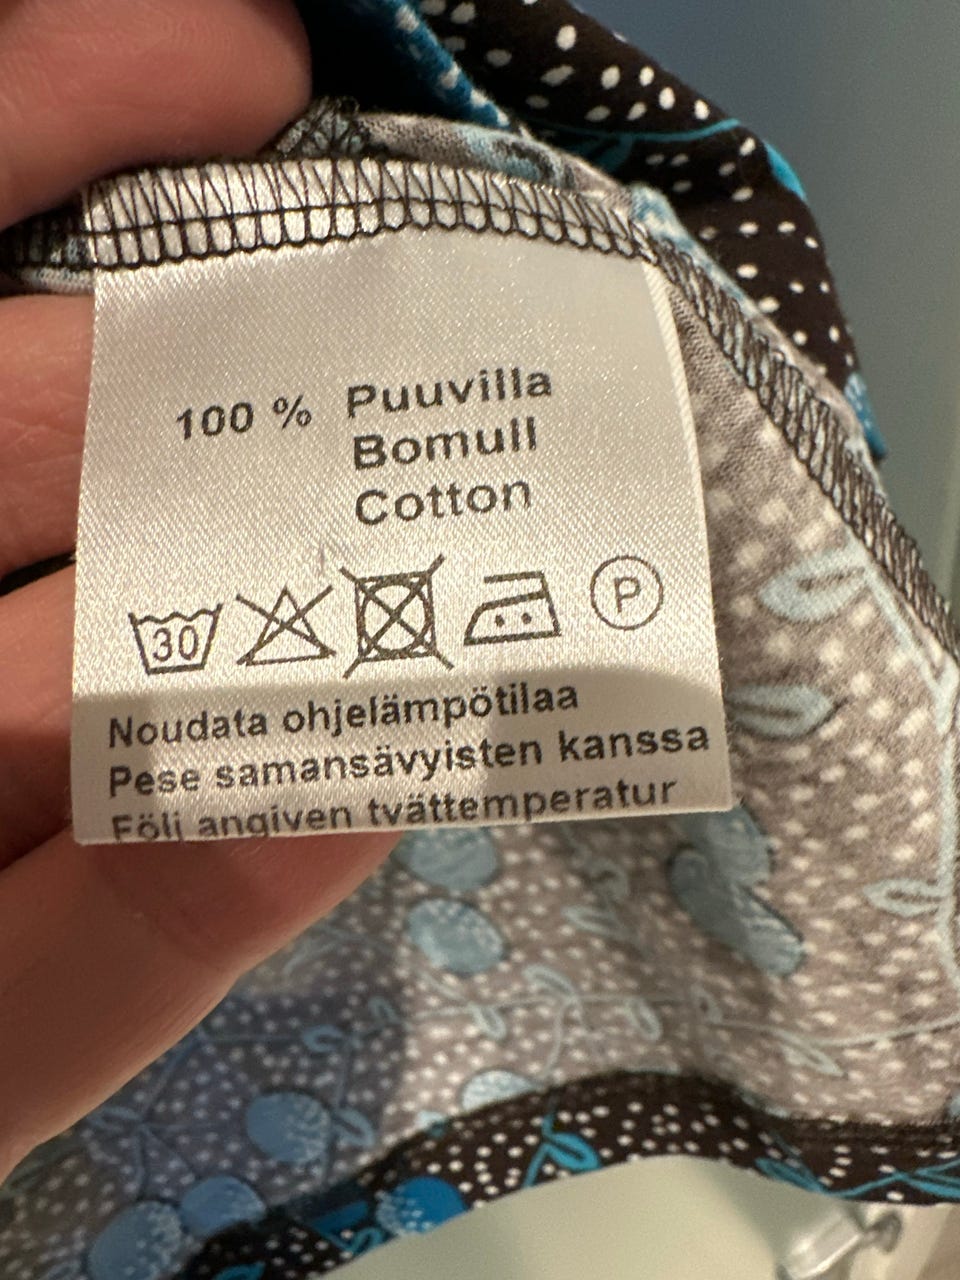 100 % Puuvilla
Bomull
Cotton
30 P
Noudata ohjelämpötilaa
Pese samansävyisten kanssa
Följ angiven tvättemperatur